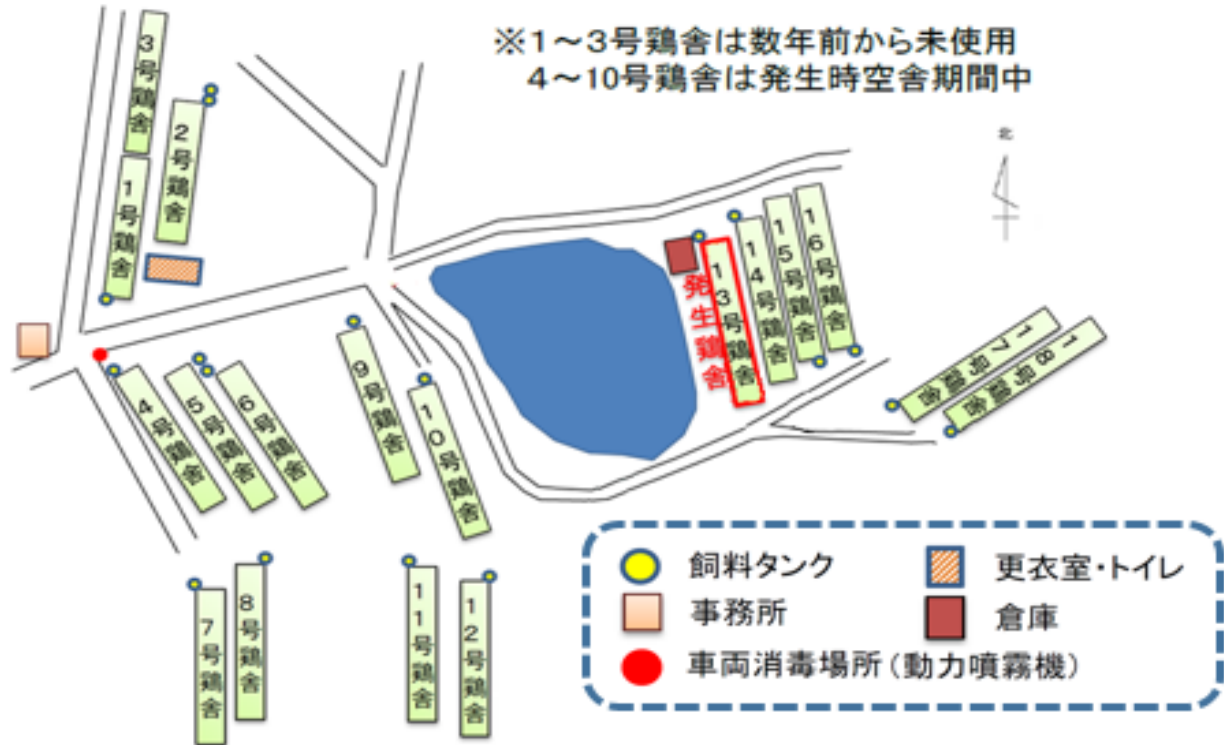 ※1～3号鶏舎は数年前から未使用
4～10号鶏舎は発生時空舎期間中
北
3号鶏舎
2号鶏舎
1号鶏舎
4号鶏舎
5号鶏舎
6号鶏舎
9号鶏舎
10号鶏舎
発生鶏舎
13号鶏舎
14号鶏舎
15号鶏舎
16号鶏舎
17号鶏舎
18号鶏舎
7号鶏舎
8号鶏舎
11号鶏舎
12号鶏舎
飼料タンク
更衣室・トイレ
事務所
倉庫
車両消毒場所（動力噴霧機）